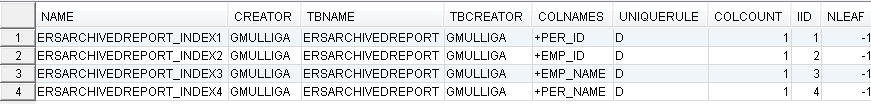 NAME CREATOR TBNAME TBCREATOR COLNAMES UNIQUERULE COLCOUNT IID NLEAF
1 ERSARCHIVEDREPORT_INDEX1 GMULLIGA ERSARCHIVEDREPORT GMULLIGA +PER_ID D 1 1 -1
2 ERSARCHIVEDREPORT_INDEX2 GMULLIGA ERSARCHIVEDREPORT GMULLIGA +EMP_ID D 1 2 -1
3 ERSARCHIVEDREPORT_INDEX3 GMULLIGA ERSARCHIVEDREPORT GMULLIGA +EMP_NAME D 1 3 -1
4 ERSARCHIVEDREPORT_INDEX4 GMULLIGA ERSARCHIVEDREPORT GMULLIGA +PER_NAME D 1 4 -1